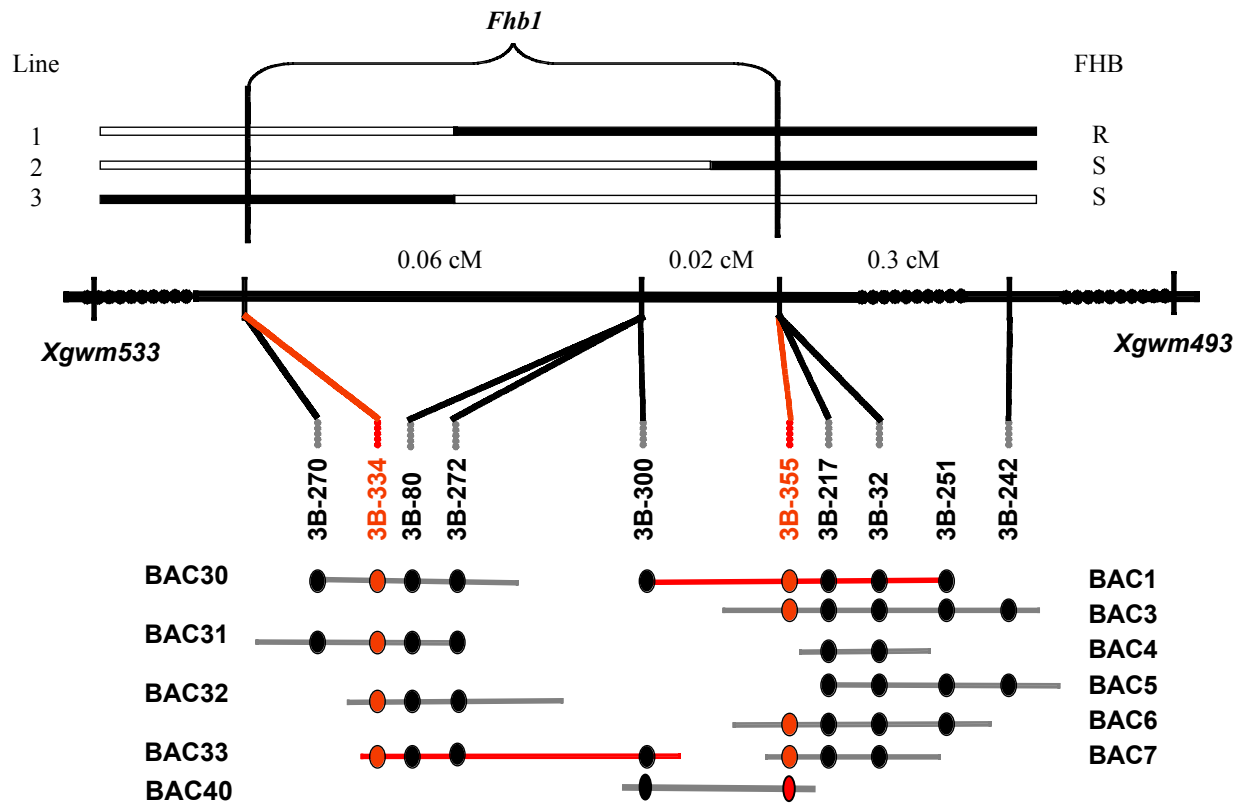 Fhb1
Line
FHB
1
R
2
S
3
S
0.06 cM
0.02 cM
0.3 cM
Xgwm533
Xgwm493
3B-270
3B-334
3B-80
3B-272
3B-300
3B-355
3B-217
3B-32
3B-251
3B-242
BAC30
BAC1
BAC3
BAC31
BAC4
BAC32
BAC5
BAC6
BAC33
BAC7
BAC40